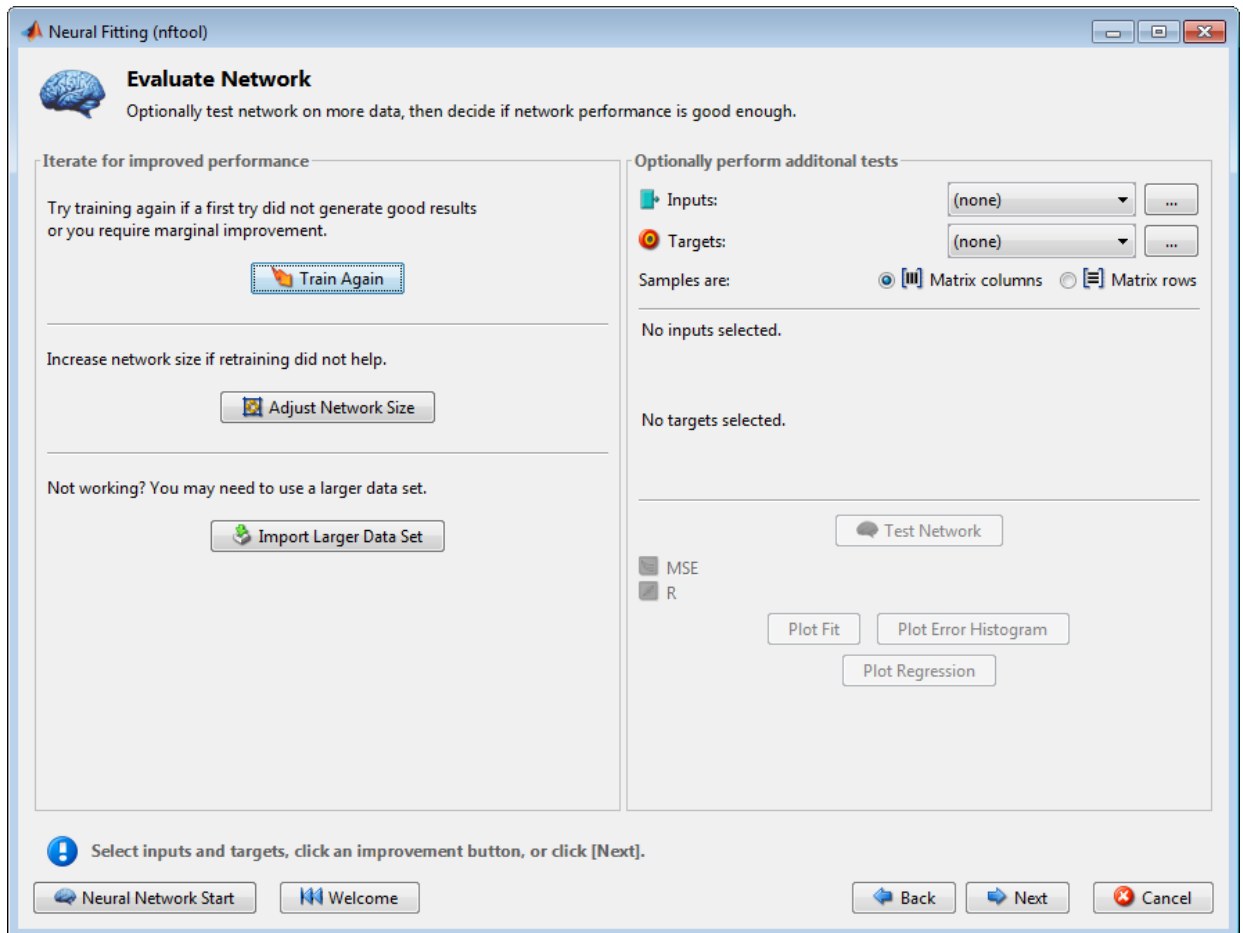 Neural Fitting (nftool)
Evaluate Network
Optionally test network on more data, then decide if network performance is good enough.
Iterate for improved performance
Try training again if a first try did not generate good results
or you require marginal improvement.
Train Again
Increase network size if retraining did not help.
Adjust Network Size
Not working? You may need to use a larger data set.
Import Larger Data Set
Optionally perform additonal tests
Inputs: (none) ...
Targets: (none) ...
Samples are: Matrix columns Matrix rows
No inputs selected.
No targets selected.
Test Network
MSE
R
Plot Fit Plot Error Histogram
Plot Regression
Select inputs and targets, click an improvement button, or click [Next].
Neural Network Start Welcome Back Next Cancel